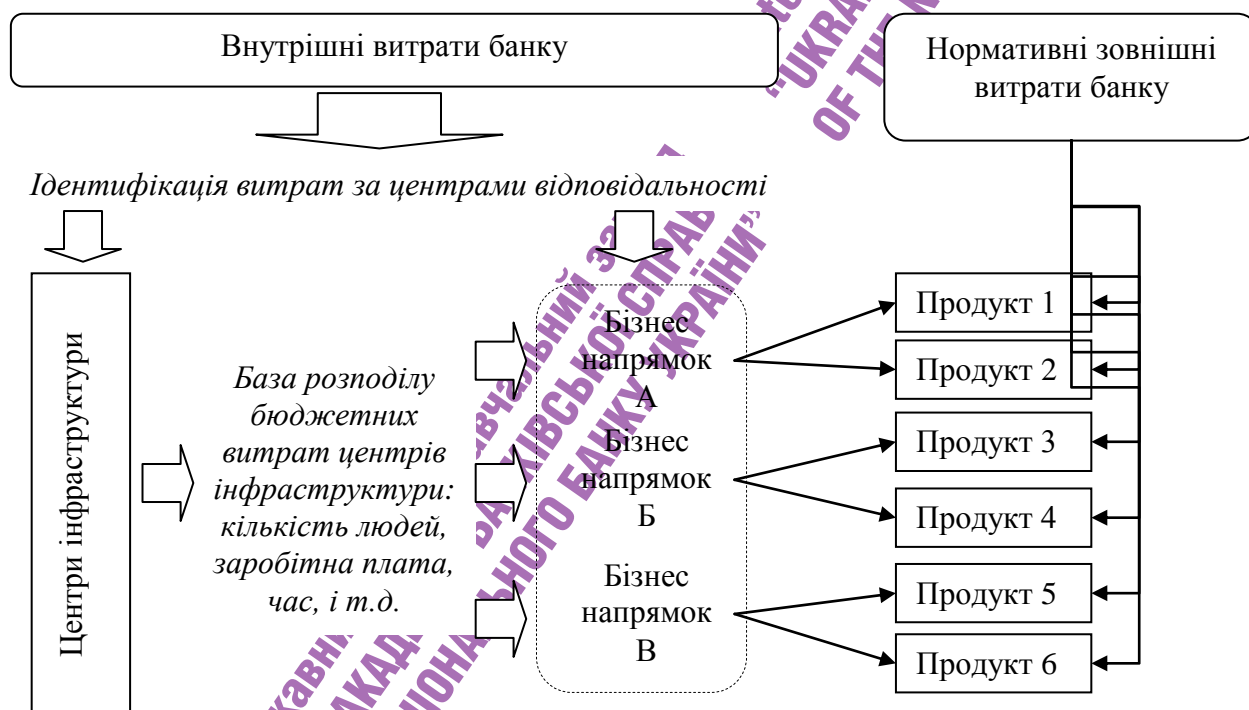 Внутрішні витрати банку
Нормативні зовнішні
витрати банку
Ідентифікація витрат за центрами відповідальності
Центри інфраструктури
База розподілу
бюджетних
витрат центрів
інфраструктури:
кількість людей,
заробітна плата,
час, і т.д.
Бізнес
напрямок
А
Бізнес
напрямок
Б
Бізнес
напрямок
В
Продукт 1
Продукт 2
Продукт 3
Продукт 4
Продукт 5
Продукт 6
БАНКУ УКРАЇНИ”